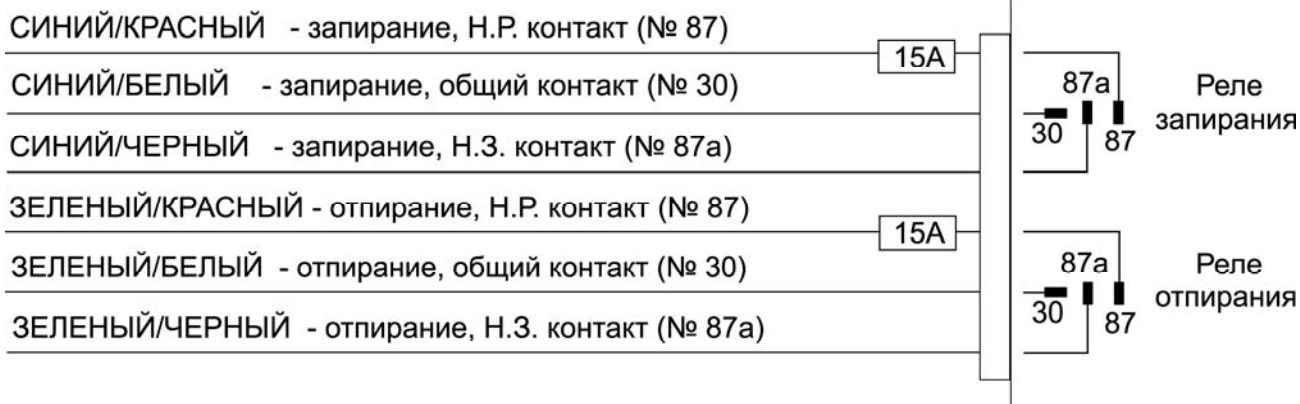 СИНИЙ/КРАСНЫЙ - запирание, Н.Р. контакт (№ 87)
15А
СИНИЙ/БЕЛЫЙ - запирание, общий контакт (№ 30)
СИНИЙ/ЧЕРНЫЙ - запирание, Н.З. контакт (№ 87а)
87а
30
87
Реле
запирания
ЗЕЛЕНЫЙ/КРАСНЫЙ - отпирание, Н.Р. контакт (№ 87)
15А
ЗЕЛЕНЫЙ/БЕЛЫЙ - отпирание, общий контакт (№ 30)
ЗЕЛЕНЫЙ/ЧЕРНЫЙ - отпирание, Н.З. контакт (№ 87а)
87а
30
87
Реле
отпирания